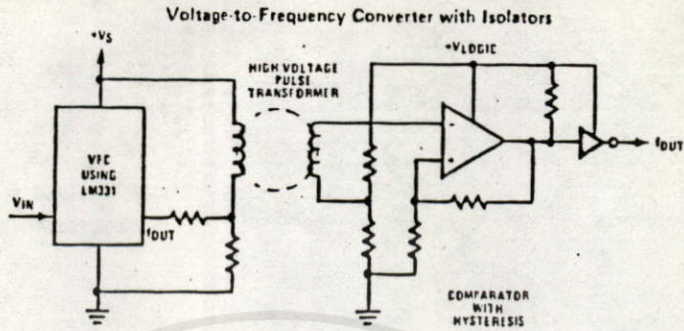 Voltage-to-Frequency Converter with Isolators
+VS
+VLOGIC
HIGH VOLTAGE
PULSE
TRANSFORMER
VFC
USING
LM331
VIN
fOUT
-
+
fOUT
COMPARATOR
WITH
HYSTERESIS